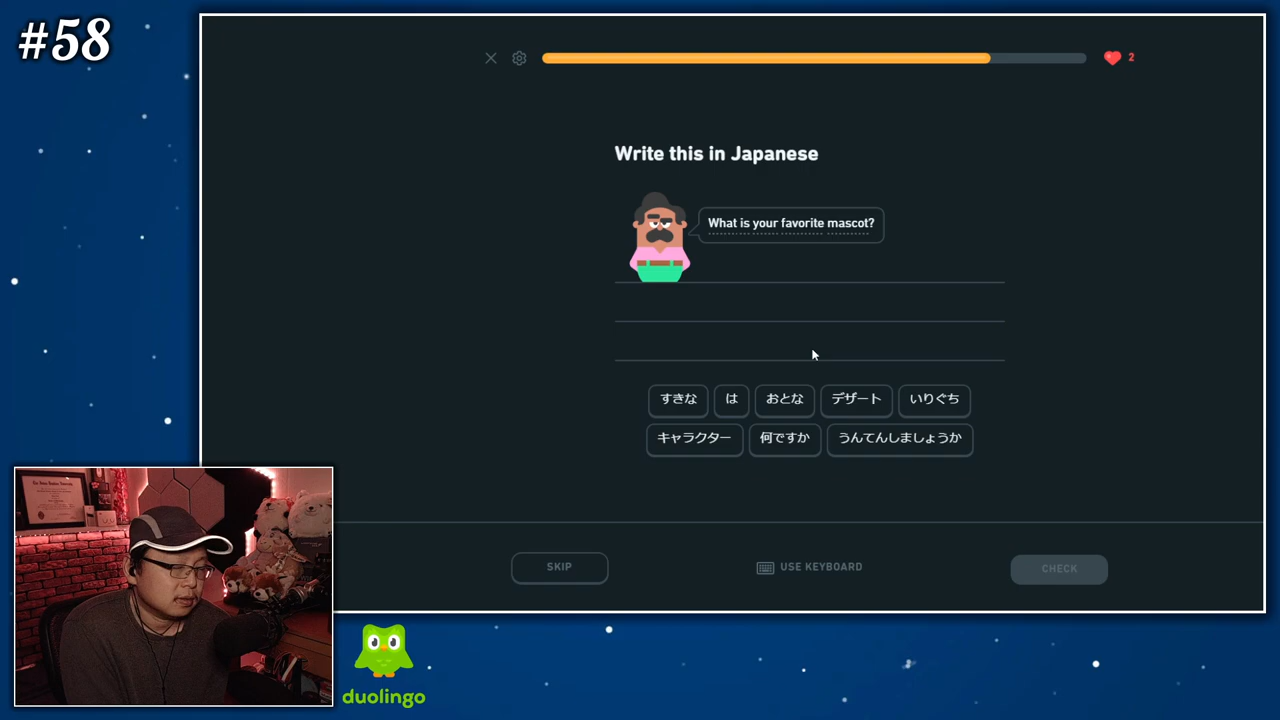 #58
2
Write this in Japanese
What is your favorite mascot?
すきな は おとな デザート いりぐち
キャラクター 何ですか うんてんしましょうか
SKIP USE KEYBOARD CHECK
duolingo